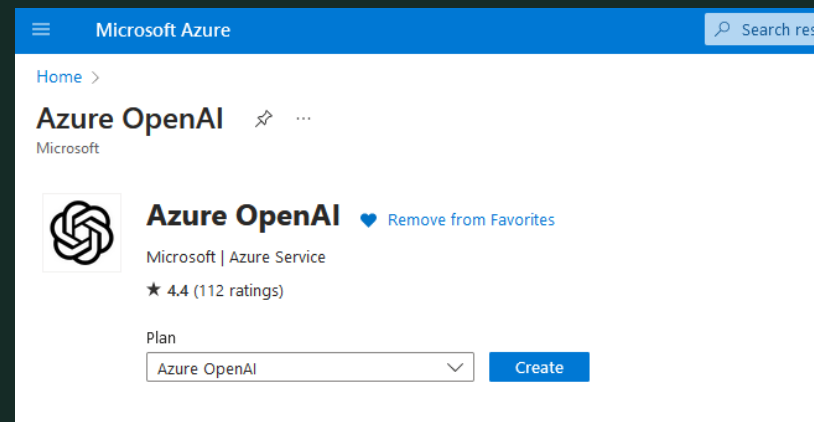 Microsoft Azure
Search res
Home >
Azure OpenAI ...
Microsoft
Azure OpenAI
Remove from Favorites
Microsoft | Azure Service
★ 4.4 (112 ratings)
Plan
Azure OpenAI
Create